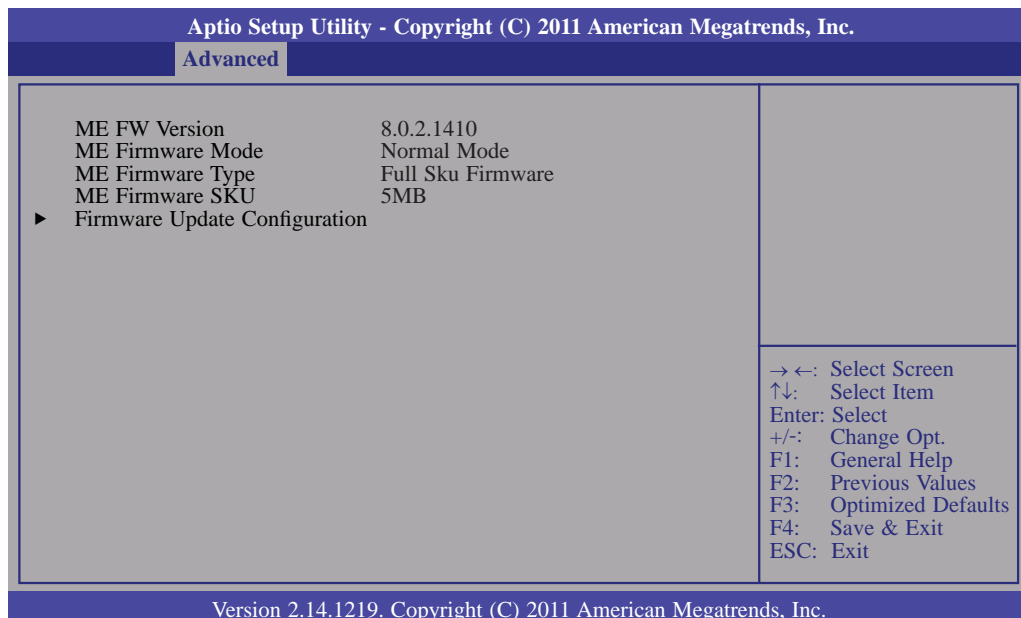 Aptio Setup Utility - Copyright (C) 2011 American Megatrends, Inc.
Advanced
ME FW Version 8.0.2.1410
ME Firmware Mode Normal Mode
ME Firmware Type Full Sku Firmware
ME Firmware SKU 5MB
▶ Firmware Update Configuration
→ ←: Select Screen
↑↓: Select Item
Enter: Select
+/-: Change Opt.
F1: General Help
F2: Previous Values
F3: Optimized Defaults
F4: Save & Exit
ESC: Exit
Version 2.14.1219. Copyright (C) 2011 American Megatrends, Inc.